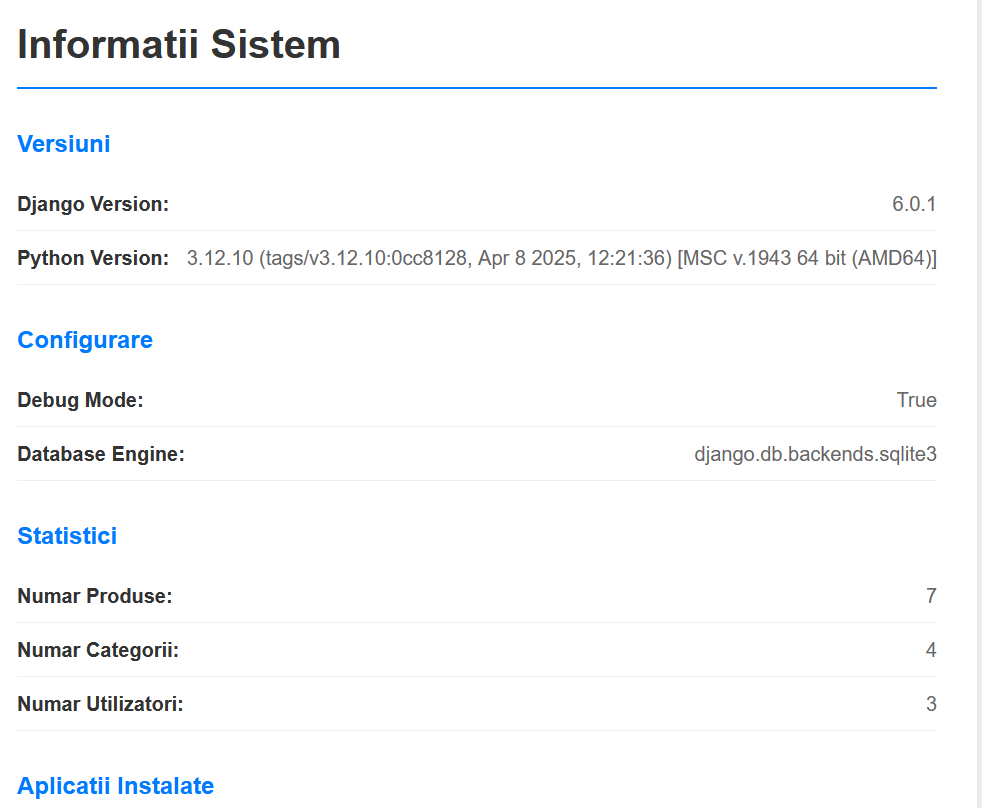 Informatii Sistem
Versiuni
Django Version: 6.0.1
Python Version: 3.12.10 (tags/v3.12.10:0cc8128, Apr 8 2025, 12:21:36) [MSC v.1943 64 bit (AMD64)]
Configurare
Debug Mode: True
Database Engine: django.db.backends.sqlite3
Statistici
Numar Produse: 7
Numar Categorii: 4
Numar Utilizatori: 3
Aplicatii Instalate